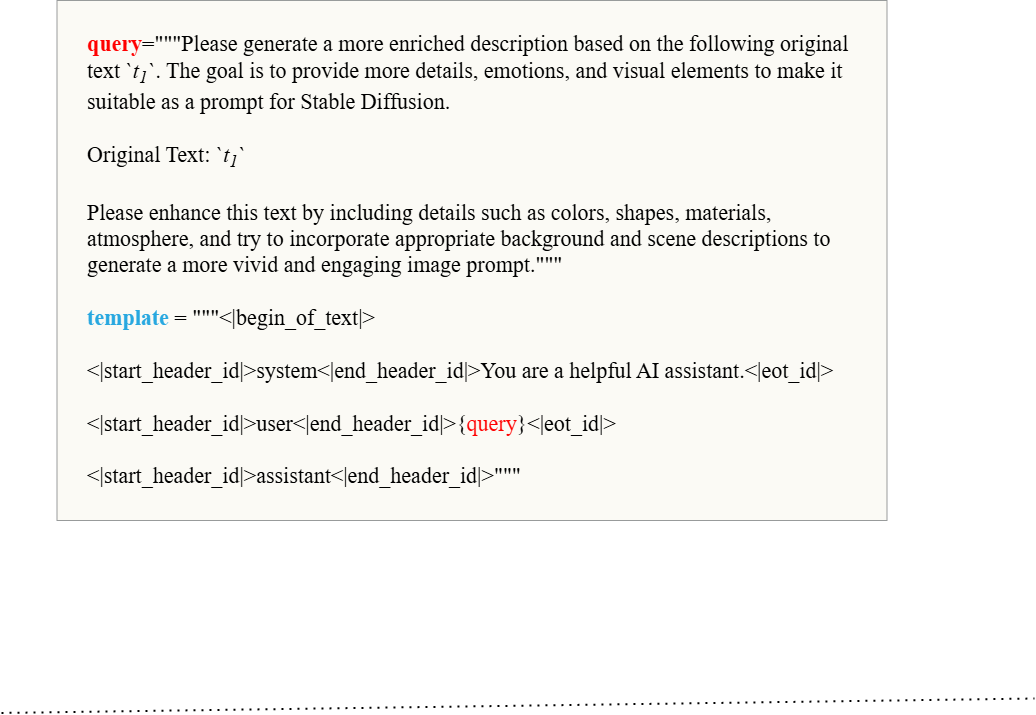 query="""Please generate a more enriched description based on the following original
text `t1`. The goal is to provide more details, emotions, and visual elements to make it
suitable as a prompt for Stable Diffusion.
Original Text: `t1`
Please enhance this text by including details such as colors, shapes, materials,
atmosphere, and try to incorporate appropriate background and scene descriptions to
generate a more vivid and engaging image prompt."""
template = """<|begin_of_text|>
<|start_header_id|>system<|end_header_id|>You are a helpful AI assistant.<|eot_id|>
<|start_header_id|>user<|end_header_id|>{query}<|eot_id|>
<|start_header_id|>assistant<|end_header_id|>"""